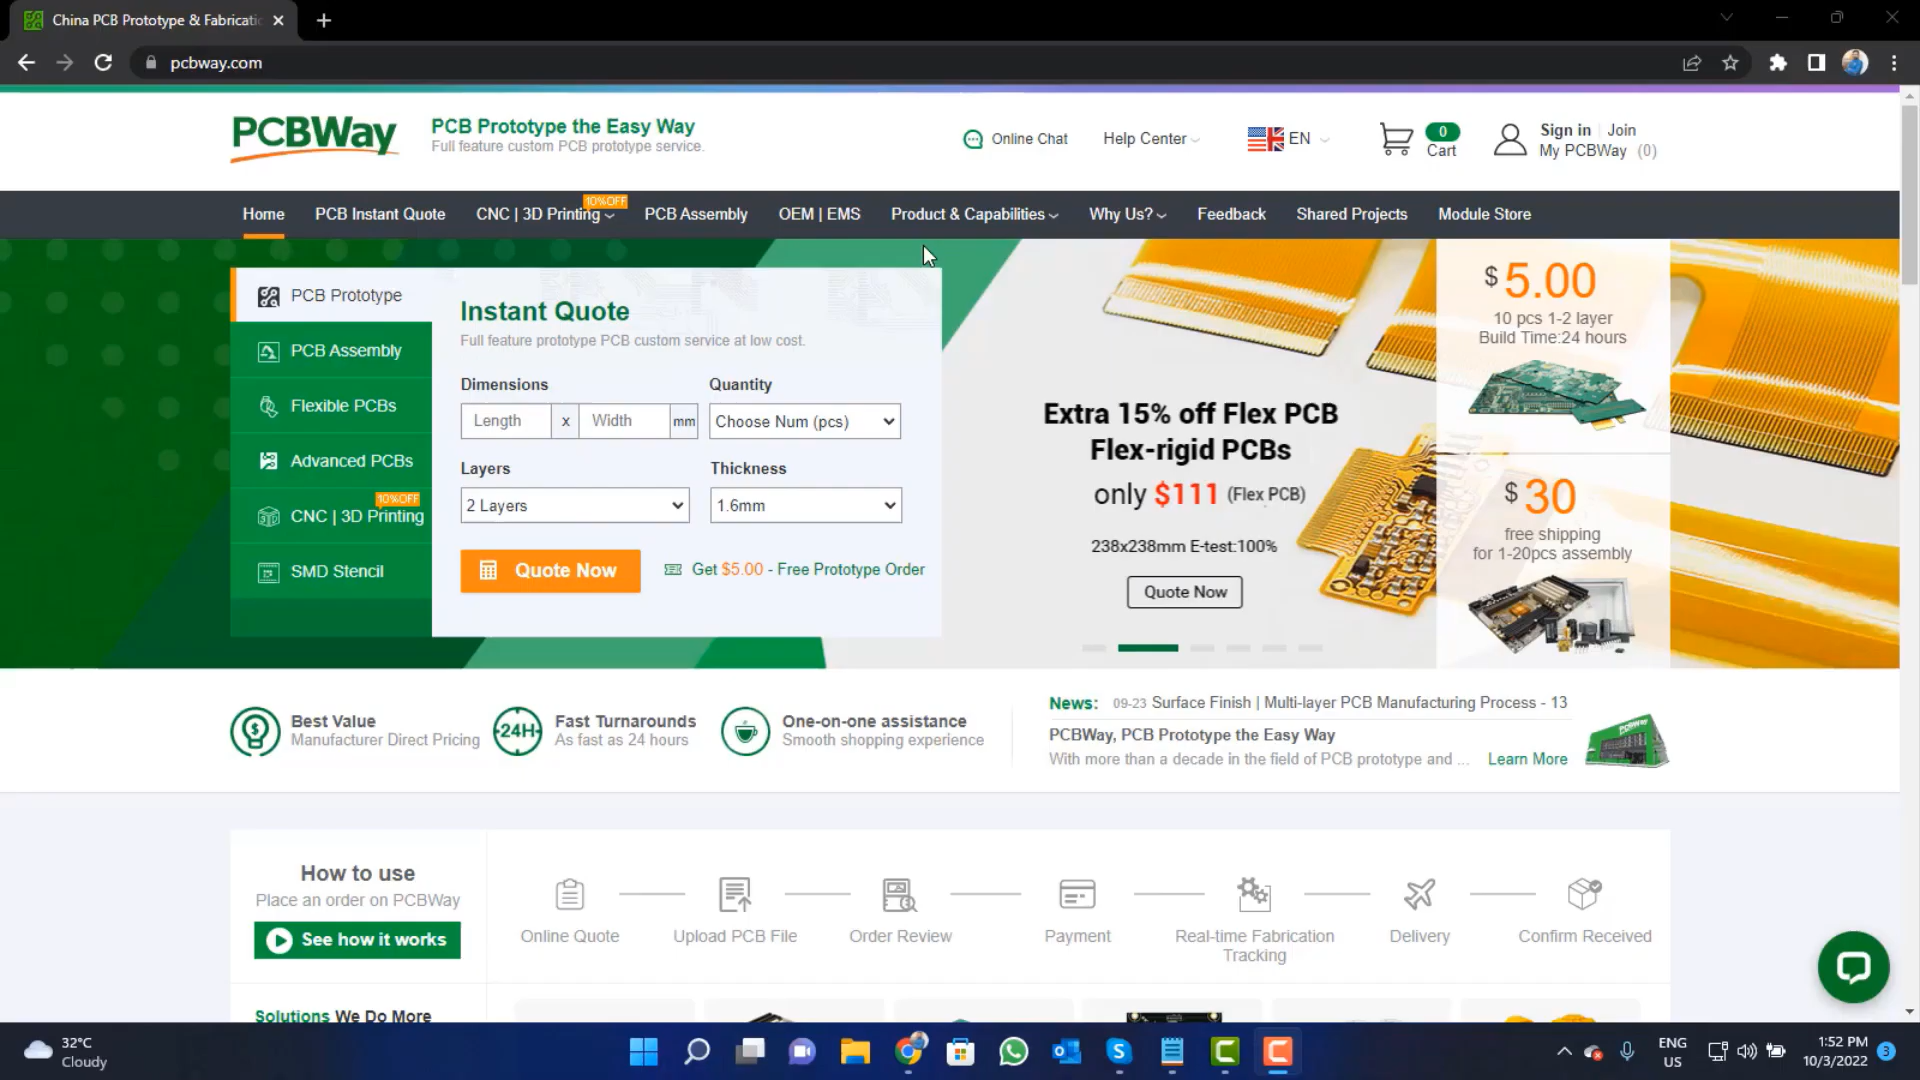 China PCB Prototype & Fabricatio
pcbway.com
PCBWay
PCB Prototype the Easy Way
Full feature custom PCB prototype service.
Online Chat
Help Center
EN
0
Cart
Sign in | Join
My PCBWay (0)
Home
PCB Instant Quote
CNC | 3D Printing
10%OFF
PCB Assembly
OEM | EMS
Product & Capabilities
Why Us?
Feedback
Shared Projects
Module Store
PCB Prototype
PCB Assembly
Flexible PCBs
Advanced PCBs
10%OFF
CNC | 3D Printing
SMD Stencil
Instant Quote
Full feature prototype PCB custom service at low cost.
Dimensions
Quantity
Length x Width mm
Choose Num (pcs)
Layers
Thickness
2 Layers
1.6mm
Quote Now
Get $5.00 - Free Prototype Order
Extra 15% off Flex PCB
Flex-rigid PCBs
only $111 (Flex PCB)
238x238mm E-test:100%
Quote Now
$5.00
10 pcs 1-2 layer
Build Time:24 hours
$30
free shipping
for 1-20pcs assembly
Best Value
Manufacturer Direct Pricing
24H
Fast Turnarounds
As fast as 24 hours
One-on-one assistance
Smooth shopping experience
News: 09-23 Surface Finish | Multi-layer PCB Manufacturing Process - 13
PCBWay, PCB Prototype the Easy Way
With more than a decade in the field of PCB prototype and ... Learn More
PCBWay
How to use
Place an order on PCBWay
See how it works
Online Quote
Upload PCB File
Order Review
Payment
Real-time Fabrication
Tracking
Delivery
Confirm Received
Solutions We Do More
32°C
Cloudy
ENG
US
1:52 PM
10/3/2022
3